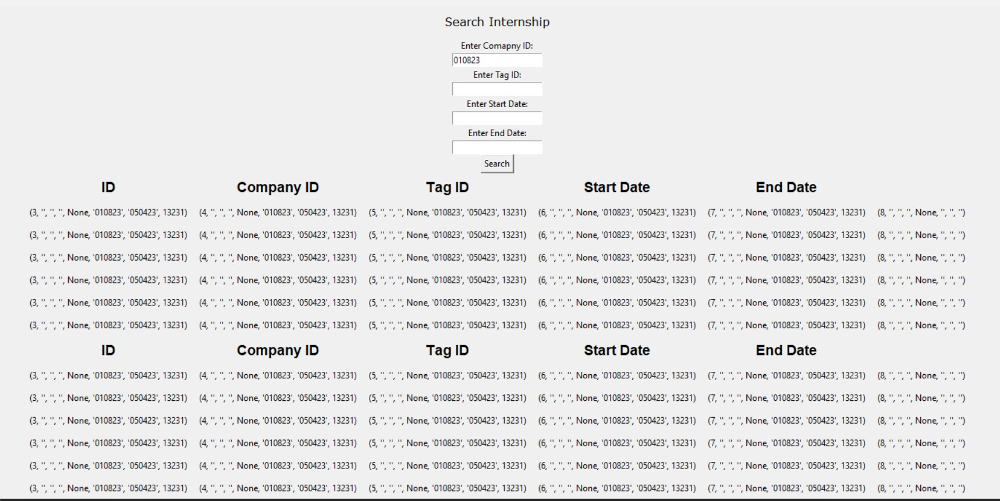 Search Internship
Enter Comapny ID:
010823
Enter Tag ID:
Enter Start Date:
Enter End Date:
Search
ID Company ID Tag ID Start Date End Date
(3, '', '', '', None, '010823', '050423', 13231) (4, '', '', '', None, '010823', '050423', 13231) (5, '', '', '', None, '010823', '050423', 13231) (6, '', '', '', None, '010823', '050423', 13231) (7, '', '', '', None, '010823', '050423', 13231) (8, '', '', '', None, '', '', '')
(3, '', '', '', None, '010823', '050423', 13231) (4, '', '', '', None, '010823', '050423', 13231) (5, '', '', '', None, '010823', '050423', 13231) (6, '', '', '', None, '010823', '050423', 13231) (7, '', '', '', None, '010823', '050423', 13231) (8, '', '', '', None, '', '', '')
(3, '', '', '', None, '010823', '050423', 13231) (4, '', '', '', None, '010823', '050423', 13231) (5, '', '', '', None, '010823', '050423', 13231) (6, '', '', '', None, '010823', '050423', 13231) (7, '', '', '', None, '010823', '050423', 13231) (8, '', '', '', None, '', '', '')
(3, '', '', '', None, '010823', '050423', 13231) (4, '', '', '', None, '010823', '050423', 13231) (5, '', '', '', None, '010823', '050423', 13231) (6, '', '', '', None, '010823', '050423', 13231) (7, '', '', '', None, '010823', '050423', 13231) (8, '', '', '', None, '', '', '')
(3, '', '', '', None, '010823', '050423', 13231) (4, '', '', '', None, '010823', '050423', 13231) (5, '', '', '', None, '010823', '050423', 13231) (6, '', '', '', None, '010823', '050423', 13231) (7, '', '', '', None, '010823', '050423', 13231) (8, '', '', '', None, '', '', '')
(3, '', '', '', None, '010823', '050423', 13231) (4, '', '', '', None, '010823', '050423', 13231) (5, '', '', '', None, '010823', '050423', 13231) (6, '', '', '', None, '010823', '050423', 13231) (7, '', '', '', None, '010823', '050423', 13231) (8, '', '', '', None, '', '', '')
ID Company ID Tag ID Start Date End Date
(3, '', '', '', None, '010823', '050423', 13231) (4, '', '', '', None, '010823', '050423', 13231) (5, '', '', '', None, '010823', '050423', 13231) (6, '', '', '', None, '010823', '050423', 13231) (7, '', '', '', None, '010823', '050423', 13231) (8, '', '', '', None, '', '', '')
(3, '', '', '', None, '010823', '050423', 13231) (4, '', '', '', None, '010823', '050423', 13231) (5, '', '', '', None, '010823', '050423', 13231) (6, '', '', '', None, '010823', '050423', 13231) (7, '', '', '', None, '010823', '050423', 13231) (8, '', '', '', None, '', '', '')
(3, '', '', '', None, '010823', '050423', 13231) (4, '', '', '', None, '010823', '050423', 13231) (5, '', '', '', None, '010823', '050423', 13231) (6, '', '', '', None, '010823', '050423', 13231) (7, '', '', '', None, '010823', '050423', 13231) (8, '', '', '', None, '', '', '')
(3, '', '', '', None, '010823', '050423', 13231) (4, '', '', '', None, '010823', '050423', 13231) (5, '', '', '', None, '010823', '050423', 13231) (6, '', '', '', None, '010823', '050423', 13231) (7, '', '', '', None, '010823', '050423', 13231) (8, '', '', '', None, '', '', '')
(3, '', '', '', None, '010823', '050423', 13231) (4, '', '', '', None, '010823', '050423', 13231) (5, '', '', '', None, '010823', '050423', 13231) (6, '', '', '', None, '010823', '050423', 13231) (7, '', '', '', None, '010823', '050423', 13231) (8, '', '', '', None, '', '', '')
(3, '', '', '', None, '010823', '050423', 13231) (4, '', '', '', None, '010823', '050423', 13231) (5, '', '', '', None, '010823', '050423', 13231) (6, '', '', '', None, '010823', '050423', 13231) (7, '', '', '', None, '010823', '050423', 13231) (8, '', '', '', None, '', '', '')